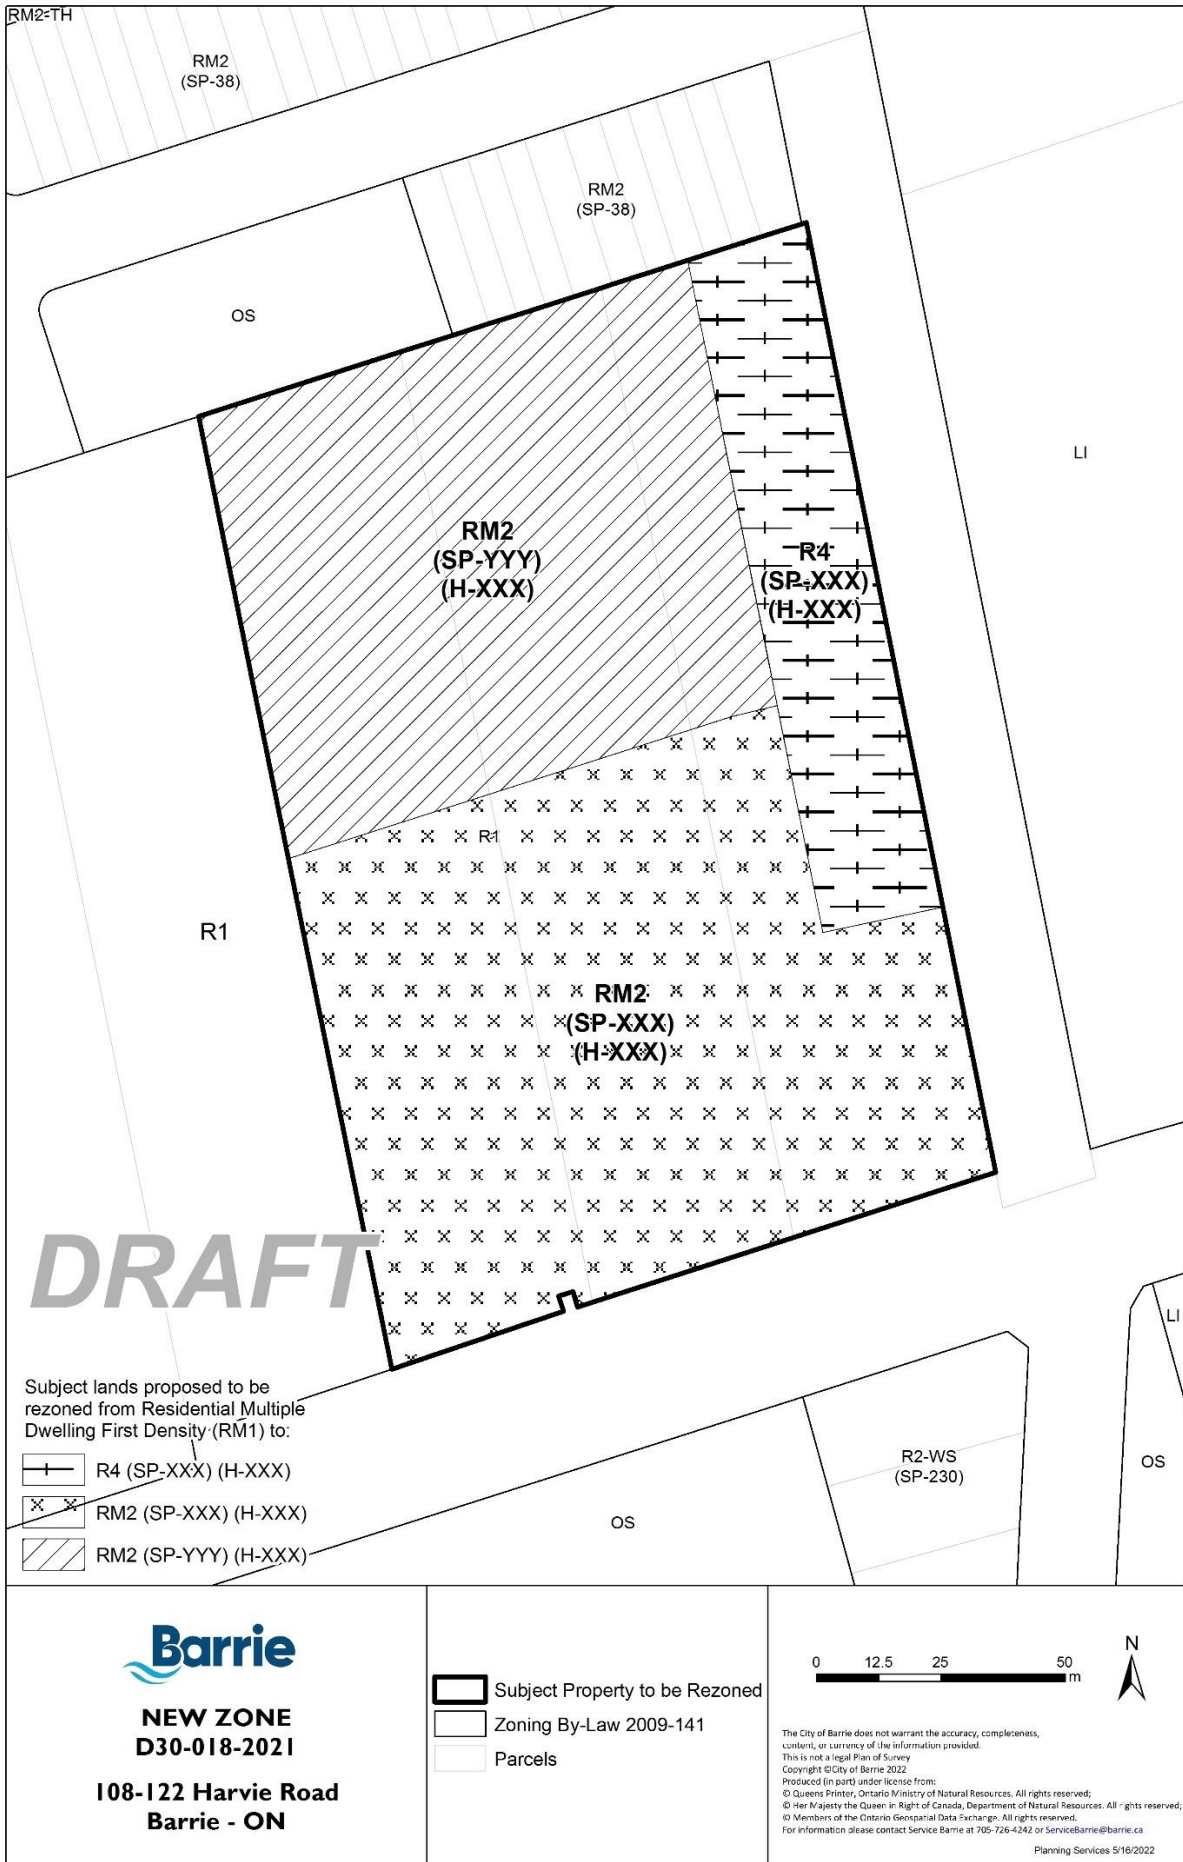 RM2-TH
RM2
(SP-38)
RM2
(SP-38)
OS
LI
RM2
(SP-YYY)
(H-XXX)
R4
(SP-XXX)
(H-XXX)
R1
R1
RM2
(SP-XXX)
(H-XXX)
DRAFT
LI
Subject lands proposed to be
rezoned from Residential Multiple
Dwelling First Density (RM1) to:
R4 (SP-XXX) (H-XXX)
RM2 (SP-XXX) (H-XXX)
RM2 (SP-YYY) (H-XXX)
R2-WS
(SP-230)
OS
OS
Barrie
NEW ZONE
D30-018-2021
108-122 Harvie Road
Barrie - ON
Subject Property to be Rezoned
Zoning By-Law 2009-141
Parcels
0 12.5 25 50
m
N
The City of Barrie does not warrant the accuracy, completeness,
content, or currency of the information provided.
This is not a legal Plan of Survey
Copyright ©City of Barrie 2022
Produced (in part) under license from:
© Queens Printer, Ontario Ministry of Natural Resources. All rights reserved;
© Her Majesty the Queen in Right of Canada, Department of Natural Resources. All rights reserved;
© Members of the Ontario Geospatial Data Exchange. All rights reserved.
For information please contact Service Barrie at 705-726-4242 or ServiceBarrie@barrie.ca
Planning Services 5/16/2022